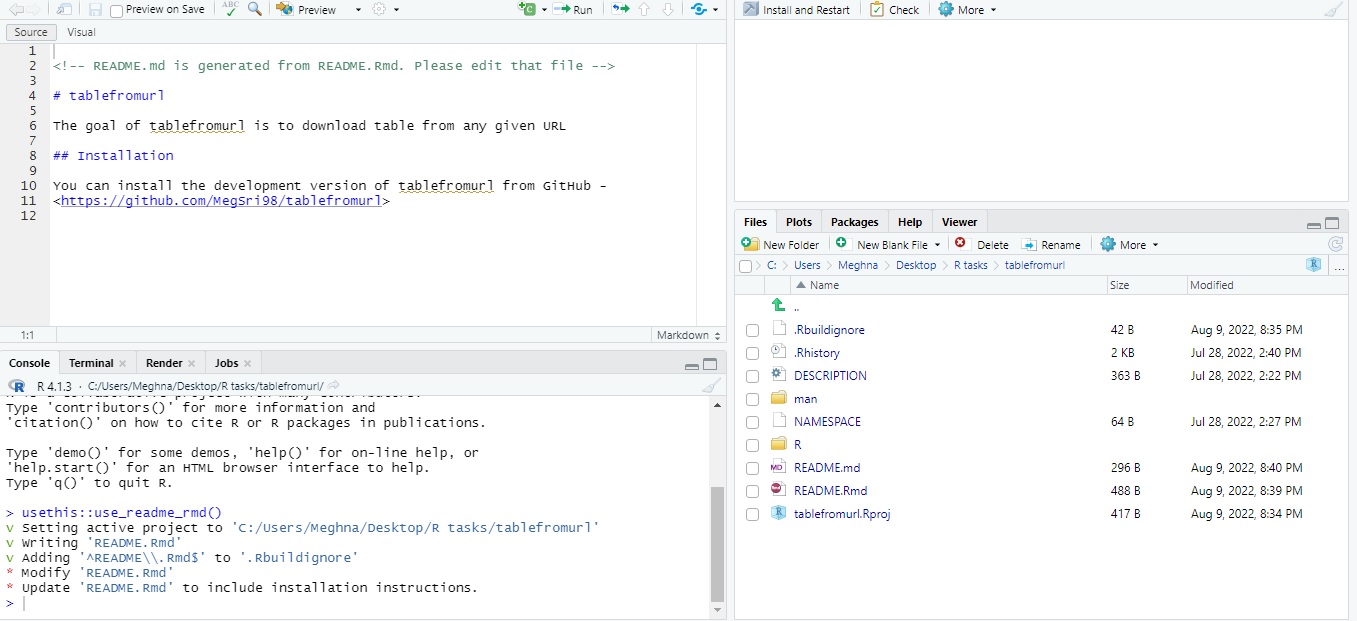 Preview on Save ABC Preview Run
Source Visual
1
2 <!-- README.md is generated from README.Rmd. Please edit that file -->
3
4 # tablefromurl
5
6 The goal of tablefromurl is to download table from any given URL
7
8 ## Installation
9
10 You can install the development version of tablefromurl from GitHub -
11 <https://github.com/MegSri98/tablefromurl>
12
1:1 Markdown
Console Terminal Render Jobs
R 4.1.3 · C:/Users/Meghna/Desktop/R tasks/tablefromurl/
Type 'contributors()' for more information and
'citation()' on how to cite R or R packages in publications.
Type 'demo()' for some demos, 'help()' for on-line help, or
'help.start()' for an HTML browser interface to help.
Type 'q()' to quit R.
> usethis::use_readme_rmd()
v Setting active project to 'C:/Users/Meghna/Desktop/R tasks/tablefromurl'
v Writing 'README.Rmd'
v Adding '^README\\.Rmd$' to '.Rbuildignore'
* Modify 'README.Rmd'
* Update 'README.Rmd' to include installation instructions.
>
Install and Restart Check More
Files Plots Packages Help Viewer
New Folder New Blank File Delete Rename More
C: Users Meghna Desktop R tasks tablefromurl ...
Name Size Modified
..
.Rbuildignore 42 B Aug 9, 2022, 8:35 PM
.Rhistory 2 KB Jul 28, 2022, 2:40 PM
DESCRIPTION 363 B Jul 28, 2022, 2:22 PM
man
NAMESPACE 64 B Jul 28, 2022, 2:27 PM
R
README.md 296 B Aug 9, 2022, 8:40 PM
README.Rmd 488 B Aug 9, 2022, 8:39 PM
tablefromurl.Rproj 417 B Aug 9, 2022, 8:34 PM